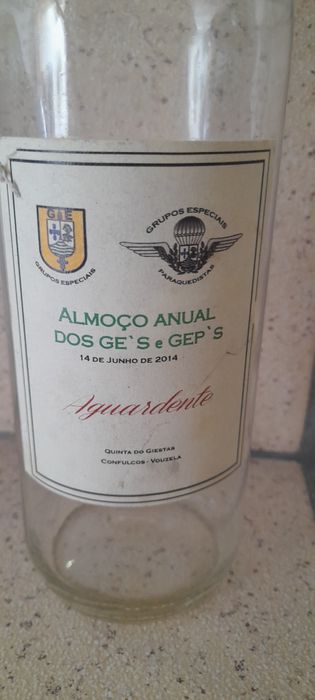 GE
GRUPOS ESPECIAIS
GRUPOS ESPECIAIS
PARAQUEDISTAS
ALMOÇO ANUAL
DOS GE`S e GEP`S
14 DE JUNHO DE 2014
Aguardente
QUINTA DO GIESTAS
CONFULCOS - VOUZELA